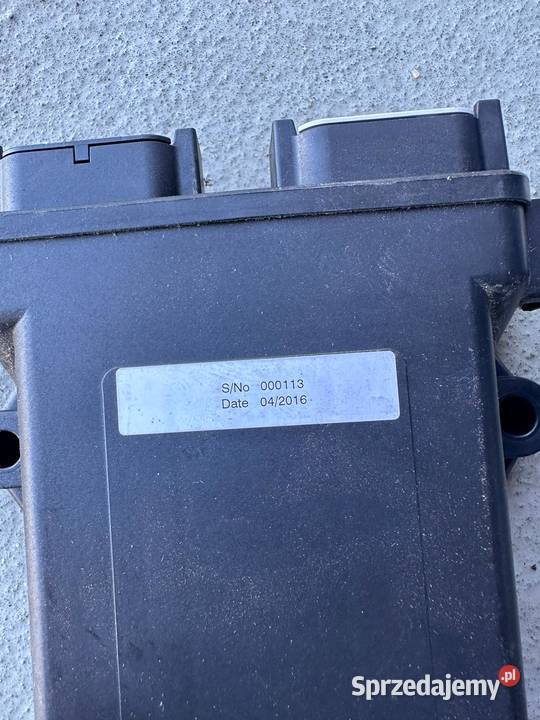 S/No 000113
Date 04/2016
Sprzedajemy.pl